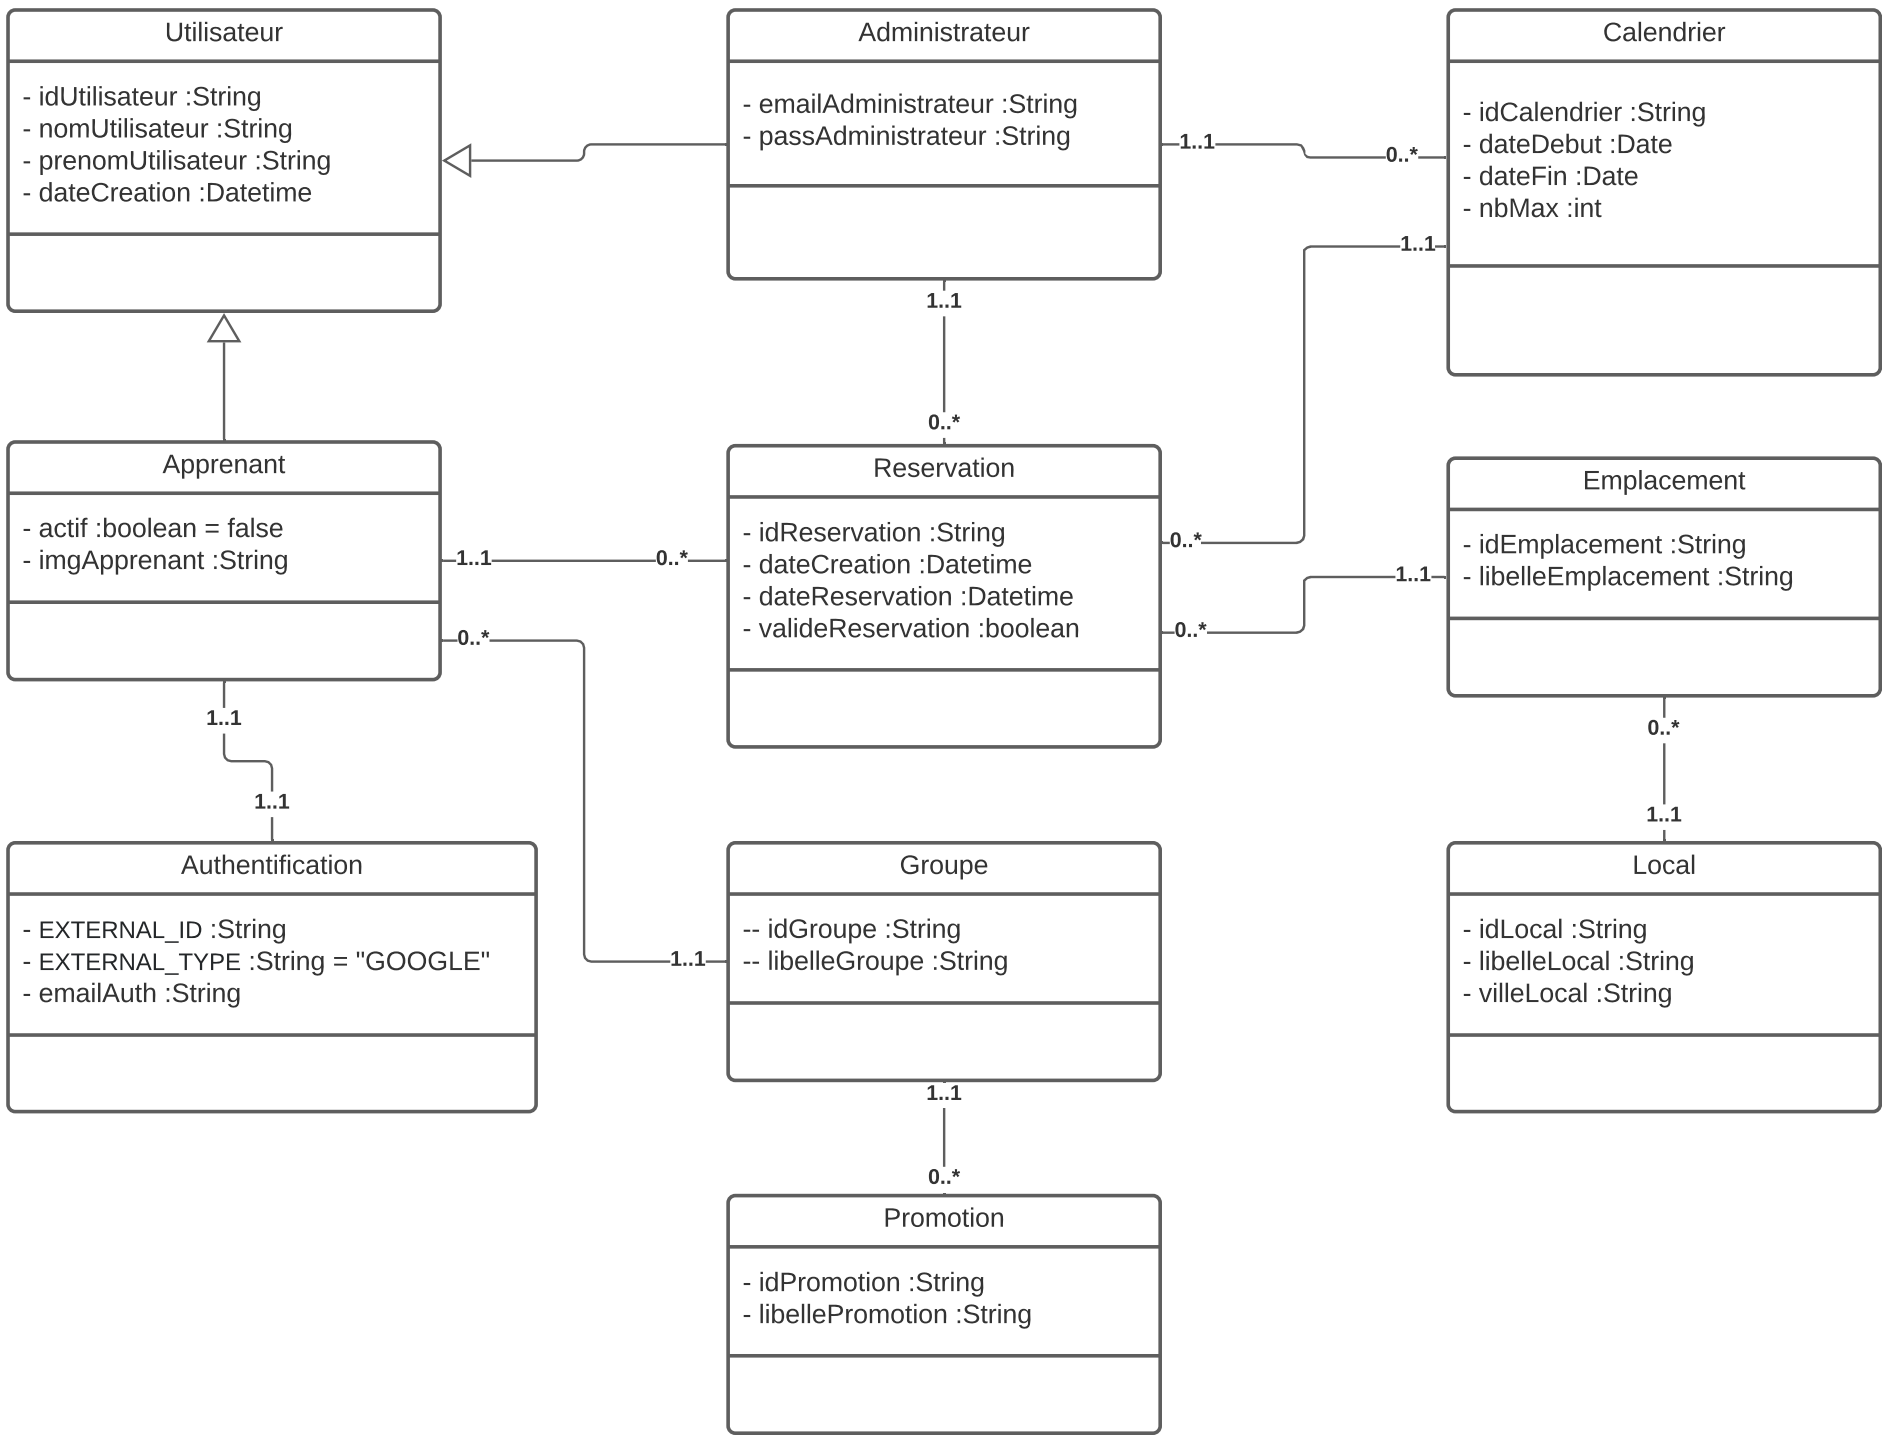 Utilisateur
- idUtilisateur :String
- nomUtilisateur :String
- prenomUtilisateur :String
- dateCreation :Datetime
Administrateur
- emailAdministrateur :String
- passAdministrateur :String
1..1
0..*
Calendrier
- idCalendrier :String
- dateDebut :Date
- dateFin :Date
- nbMax :int
1..1
1..1
0..*
Apprenant
- actif :boolean = false
- imgApprenant :String
1..1
0..*
Reservation
- idReservation :String
- dateCreation :Datetime
- dateReservation :Datetime
- valideReservation :boolean
0..*
0..*
1..1
Emplacement
- idEmplacement :String
- libelleEmplacement :String
0..*
1..1
0..*
1..1
1..1
Authentification
- EXTERNAL_ID :String
- EXTERNAL_TYPE :String = "GOOGLE"
- emailAuth :String
1..1
Groupe
-- idGroupe :String
-- libelleGroupe :String
1..1
Local
- idLocal :String
- libelleLocal :String
- villeLocal :String
1..1
0..*
Promotion
- idPromotion :String
- libellePromotion :String